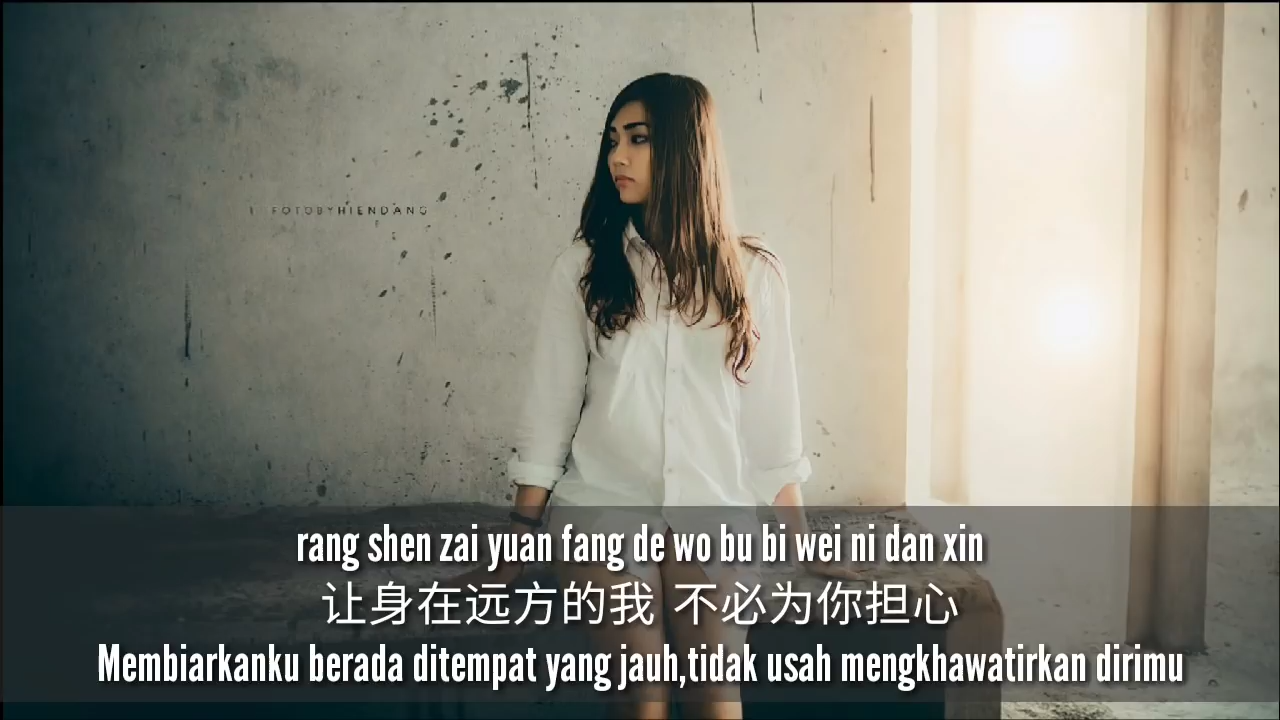 FOTOBYHIENDANG
rang shen zai yuan fang de wo bu bi wei ni dan xin
让身在远方的我 不必为你担心
Membiarkanku berada ditempat yang jauh,tidak usah mengkhawatirkan dirimu